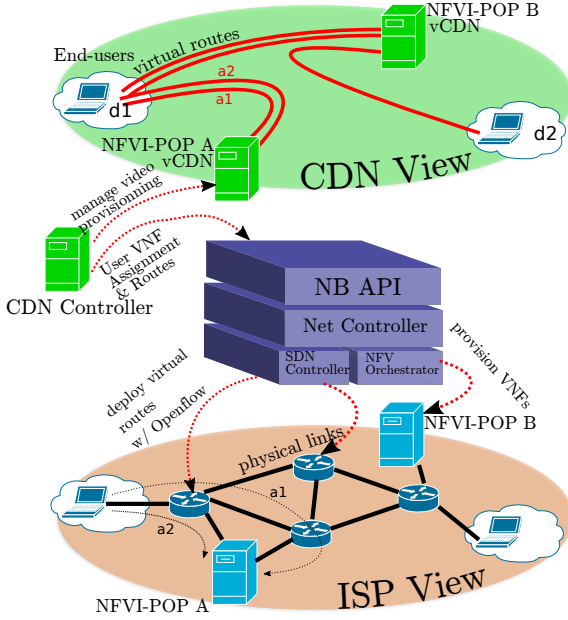 NFVI-POP B
vCDN
End-users
virtual routes
a2
a1
d1
d2
NFVI-POP A
vCDN
CDN View
manage video
provisionning
User VNF
Assignment
& Routes
CDN Controller
NB API
Net Controller
SDN
Controller
NFV
Orchestrator
provision VNFs
deploy virtual
routes
w/ Openflow
NFVI-POP B
physical links
a1
a2
NFVI-POP A
ISP View